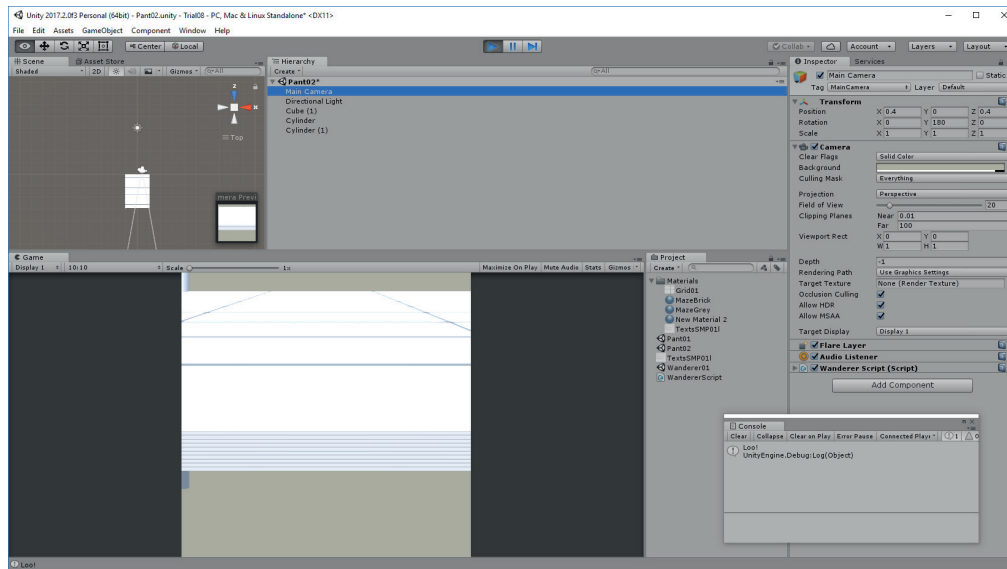 Unity 2017.2.0f3 Personal (64bit) - Pant02.unity - Trial08 - PC, Mac & Linux Standalone* <DX11>
File Edit Assets GameObject Component Window Help
Center Local Collab Account Layers Layout
Scene Asset Store
Shaded 2D Gizmos All
z
x
Top
mera Previ
Hierarchy
Create All
Pant02*
Main Camera
Directional Light
Cube (1)
Cylinder
Cylinder (1)
Game
Display 1 10:10 Scale 1x Maximize On Play Mute Audio Stats Gizmos
Project
Create
Materials
Grid01
MazeBrick
MazeGrey
New Material 2
Pant01
Pant02
Wanderer01
WandererScript
Inspector Services
Main Camera Static
Tag MainCamera Layer Default
Transform
Position X 0.4 Y 0 Z 0.4
Rotation X 0 Y 180 Z 0
Scale X 1 Y 1 Z 1
Camera
Clear Flags Solid Color
Background
Culling Mask Everything
Projection Perspective
Field of View 20
Clipping Planes Near 0.01
Far 100
Viewport Rect X 0 Y 0
W 1 H 1
Depth -1
Rendering Path Use Graphics Settings
Target Texture None (Render Texture)
Occlusion Culling
Allow HDR
Allow MSAA
Target Display Display 1
Flare Layer
Audio Listener
Wanderer Script (Script)
Add Component
Console
Clear Collapse Clear on Play Error Pause Connected Playe 1 0
Loo!
UnityEngine.Debug:Log(Object)
Loo!